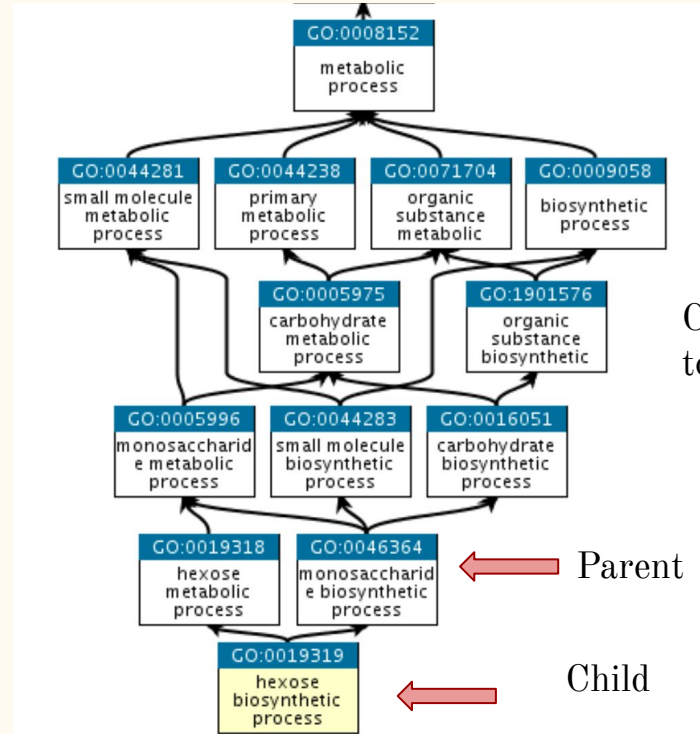 GO:0008152
metabolic
process
GO:0044281
small molecule
metabolic
process
GO:0044238
primary
metabolic
process
GO:0071704
organic
substance
metabolic
GO:0009058
biosynthetic
process
GO:0005975
carbohydrate
metabolic
process
GO:1901576
organic
substance
biosynthetic
GO:0005996
monosaccharid
e metabolic
process
GO:0044283
small molecule
biosynthetic
process
GO:0016051
carbohydrate
biosynthetic
process
GO:0019318
hexose
metabolic
process
GO:0046364
monosaccharid
e biosynthetic
process
Parent
GO:0019319
hexose
biosynthetic
process
Child